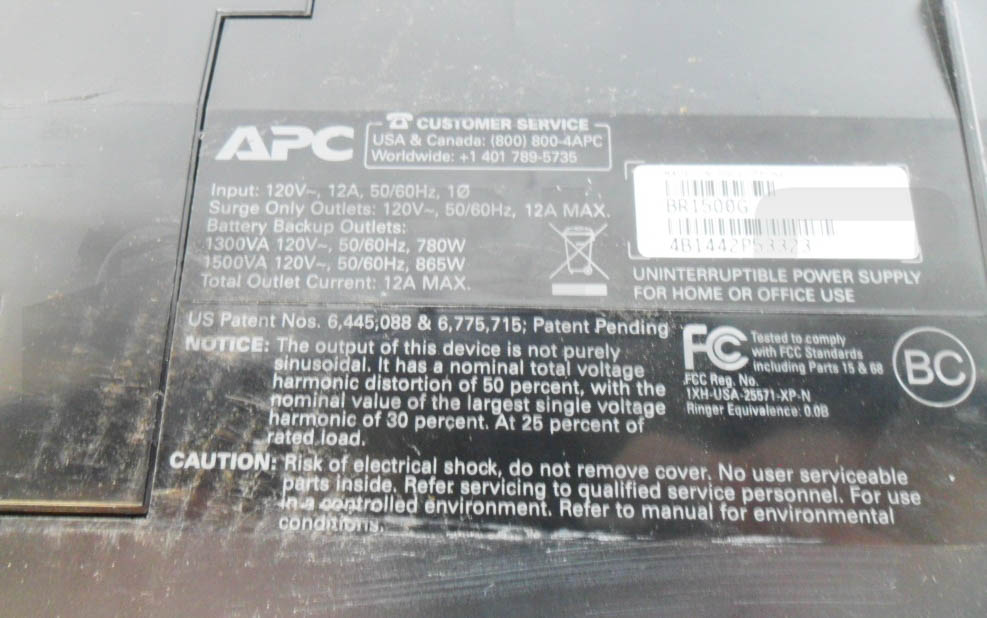 APC
CUSTOMER SERVICE
USA & Canada: (800) 800-4APC
Worldwide: +1 401 789-5735
Input: 120V~, 12A, 50/60Hz, 1Ø
Surge Only Outlets: 120V~, 50/60Hz, 12A MAX.
Battery Backup Outlets:
1300VA 120V~, 50/60Hz, 780W
1500VA 120V~, 50/60Hz, 865W
Total Outlet Current: 12A MAX.
BR1500G
4B1442P53323
UNINTERRUPTIBLE POWER SUPPLY
FOR HOME OR OFFICE USE
US Patent Nos. 6,445,088 & 6,775,715; Patent Pending
NOTICE: The output of this device is not purely
sinusoidal. It has a nominal total voltage
harmonic distortion of 50 percent, with the
nominal value of the largest single voltage
harmonic of 30 percent. At 25 percent of
rated load.
FC
Tested to comply
with FCC Standards
Including Parts 15 & 68
FCC Reg. No.
1XH-USA-25571-XP-N
Ringer Equivalence: 0.0B
BC
CAUTION: Risk of electrical shock, do not remove cover. No user serviceable
parts inside. Refer servicing to qualified service personnel. For use
in a controlled environment. Refer to manual for environmental
conditions.